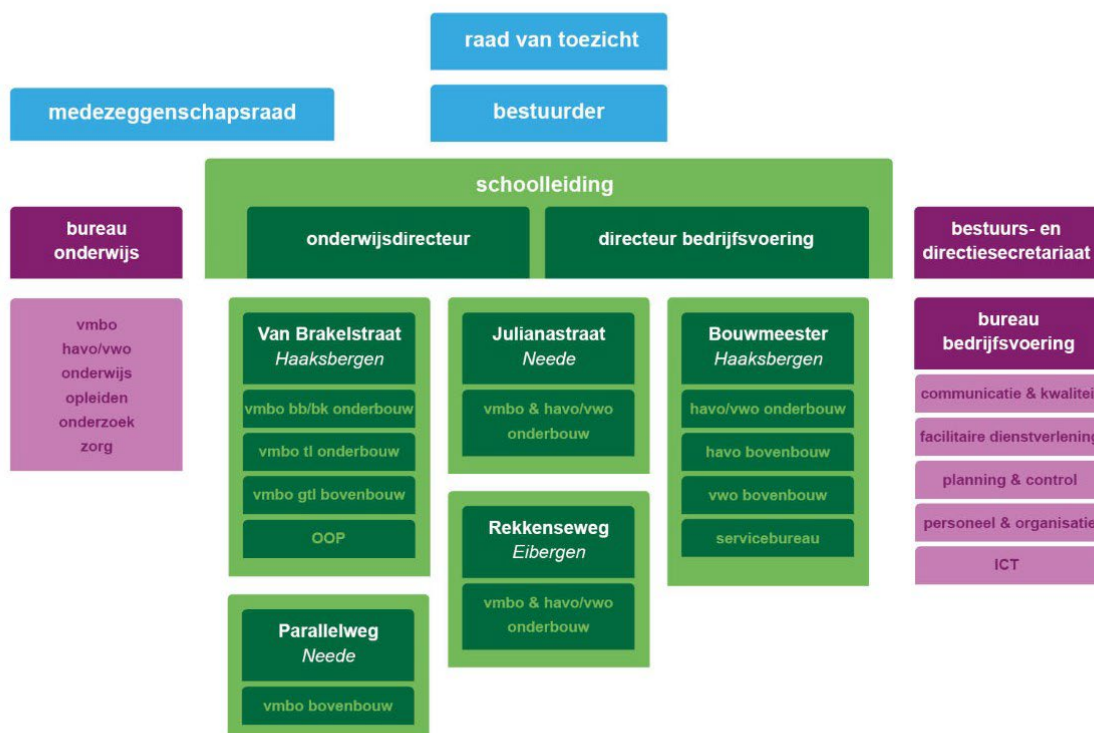 raad van toezicht
medezeggenschapsraad
bestuurder
schoolleiding
bureau
onderwijs
onderwijsdirecteur
directeur bedrijfsvoering
bestuurs- en
directiesecretariaat
vmbo
havo/vwo
onderwijs
opleiden
onderzoek
zorg
Van Brakelstraat
Haaksbergen
vmbo bb/bk onderbouw
vmbo tl onderbouw
vmbo gtl bovenbouw
OOP
Parallelweg
Neede
vmbo bovenbouw
Julianastraat
Neede
vmbo & havo/vwo
onderbouw
Rekkenseweg
Eibergen
vmbo & havo/vwo
onderbouw
Bouwmeester
Haaksbergen
havo/vwo onderbouw
havo bovenbouw
vwo bovenbouw
servicebureau
bureau
bedrijfsvoering
communicatie & kwaliteit
facilitaire dienstverlening
planning & control
personeel & organisatie
ICT